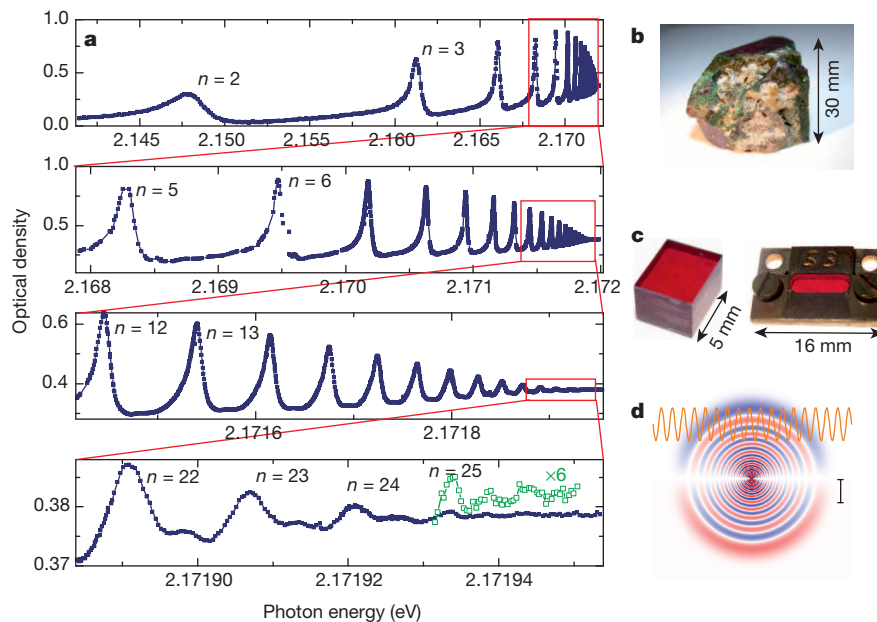 a
1.0
0.5
0.0
n = 2
n = 3
2.145
2.150
2.155
2.160
2.165
2.170
1.0
0.5
n = 5
n = 6
2.168
2.169
2.170
2.171
2.172
Optical density
0.6
0.4
n = 12
n = 13
2.1716
2.1718
0.38
0.37
n = 22
n = 23
n = 24
n = 25
×6
2.17190
2.17192
2.17194
Photon energy (eV)
b
30 mm
c
5 mm
53
16 mm
d